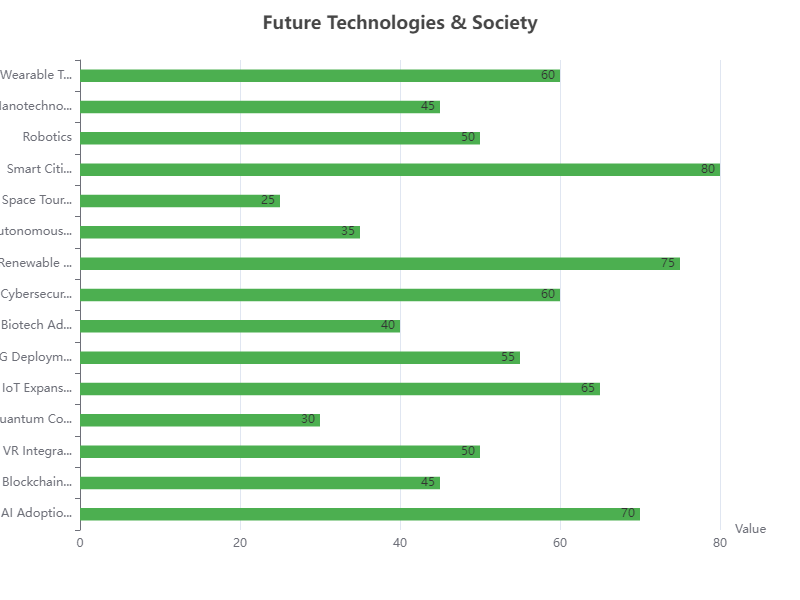 Future Technologies & Society
Wearable T... 60
anotechno... 45
Robotics 50
Smart Citi... 80
Space Tour... 25
utonomous... 35
Renewable ... 75
Cybersecur... 60
Biotech Ad... 40
G Deploym... 55
IoT Expans... 65
uantum Co... 30
VR Integra... 50
Blockchain... 45
AI Adoptio... 70
Value
0 20 40 60 80